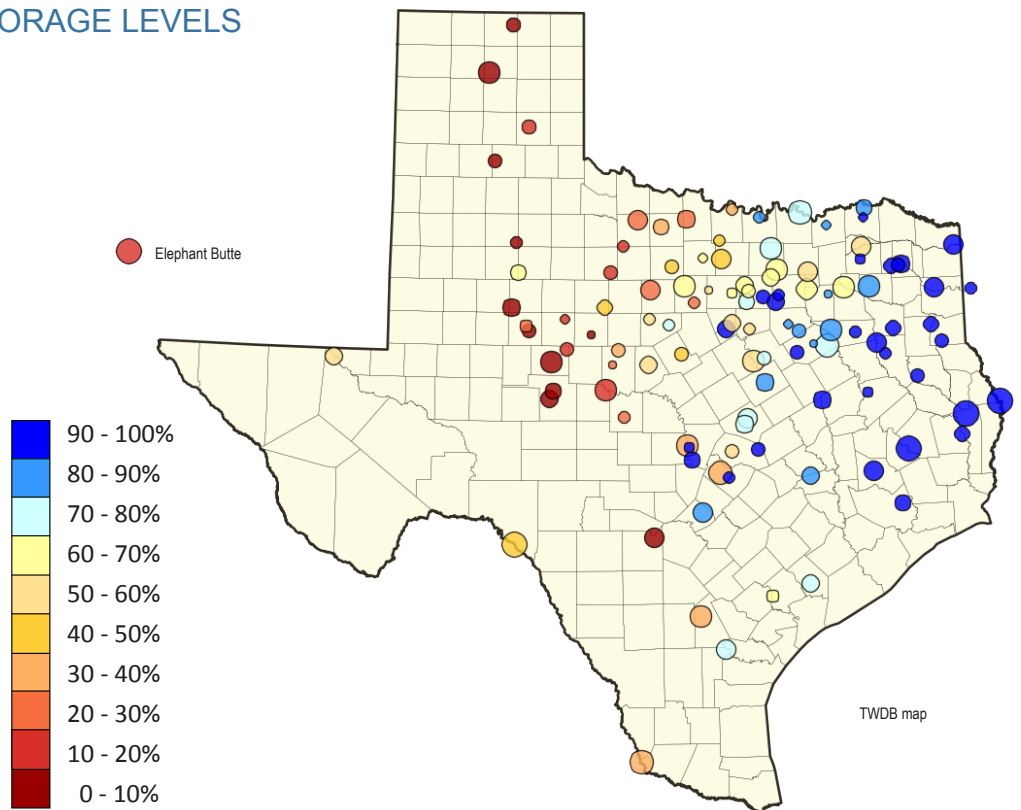 ORAGE LEVELS
Elephant Butte
90 - 100%
80 - 90%
70 - 80%
60 - 70%
50 - 60%
40 - 50%
30 - 40%
20 - 30%
10 - 20%
0 - 10%
TWDB map